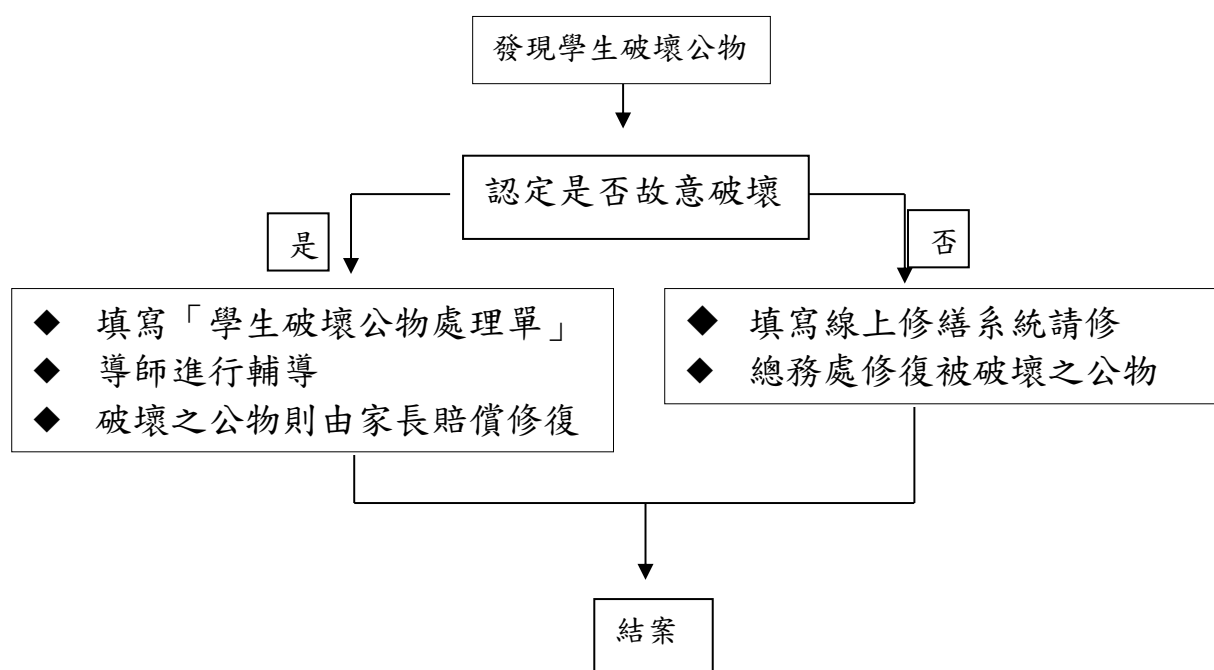 發現學生破壞公物
認定是否故意破壞
是
否
◆ 填寫「學生破壞公物處理單」
◆ 導師進行輔導
◆ 破壞之公物則由家長賠償修復
◆ 填寫線上修繕系統請修
◆ 總務處修復被破壞之公物
結案